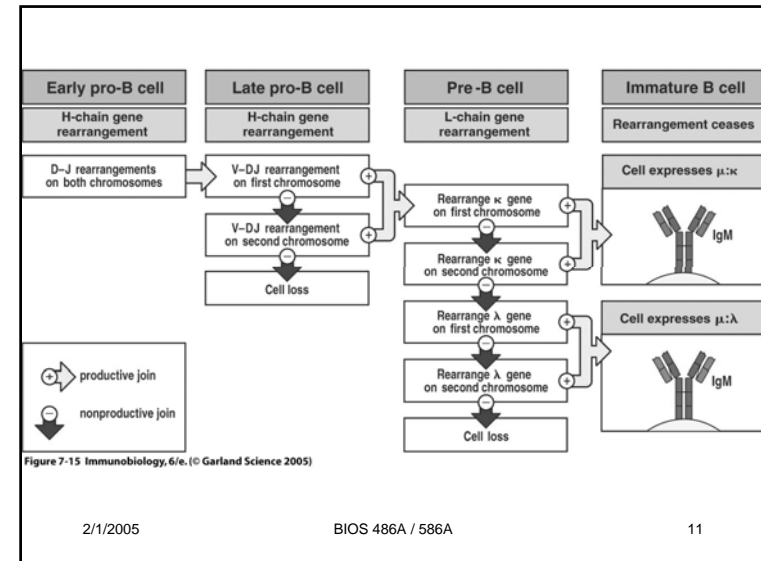 Early pro-B cell
H-chain gene
rearrangement
D–J rearrangements
on both chromosomes
Late pro-B cell
H-chain gene
rearrangement
V–DJ rearrangement
on first chromosome
+
−
V–DJ rearrangement
on second chromosome
+
−
Cell loss
Pre-B cell
L-chain gene
rearrangement
Rearrange κ gene
on first chromosome
+
−
Rearrange κ gene
on second chromosome
+
−
Rearrange λ gene
on first chromosome
+
−
Rearrange λ gene
on second chromosome
+
−
Cell loss
Immature B cell
Rearrangement ceases
Cell expresses μ:κ
IgM
Cell expresses μ:λ
IgM
+ productive join
− nonproductive join
Figure 7-15 Immunobiology, 6/e. (© Garland Science 2005)
2/1/2005 BIOS 486A / 586A 11